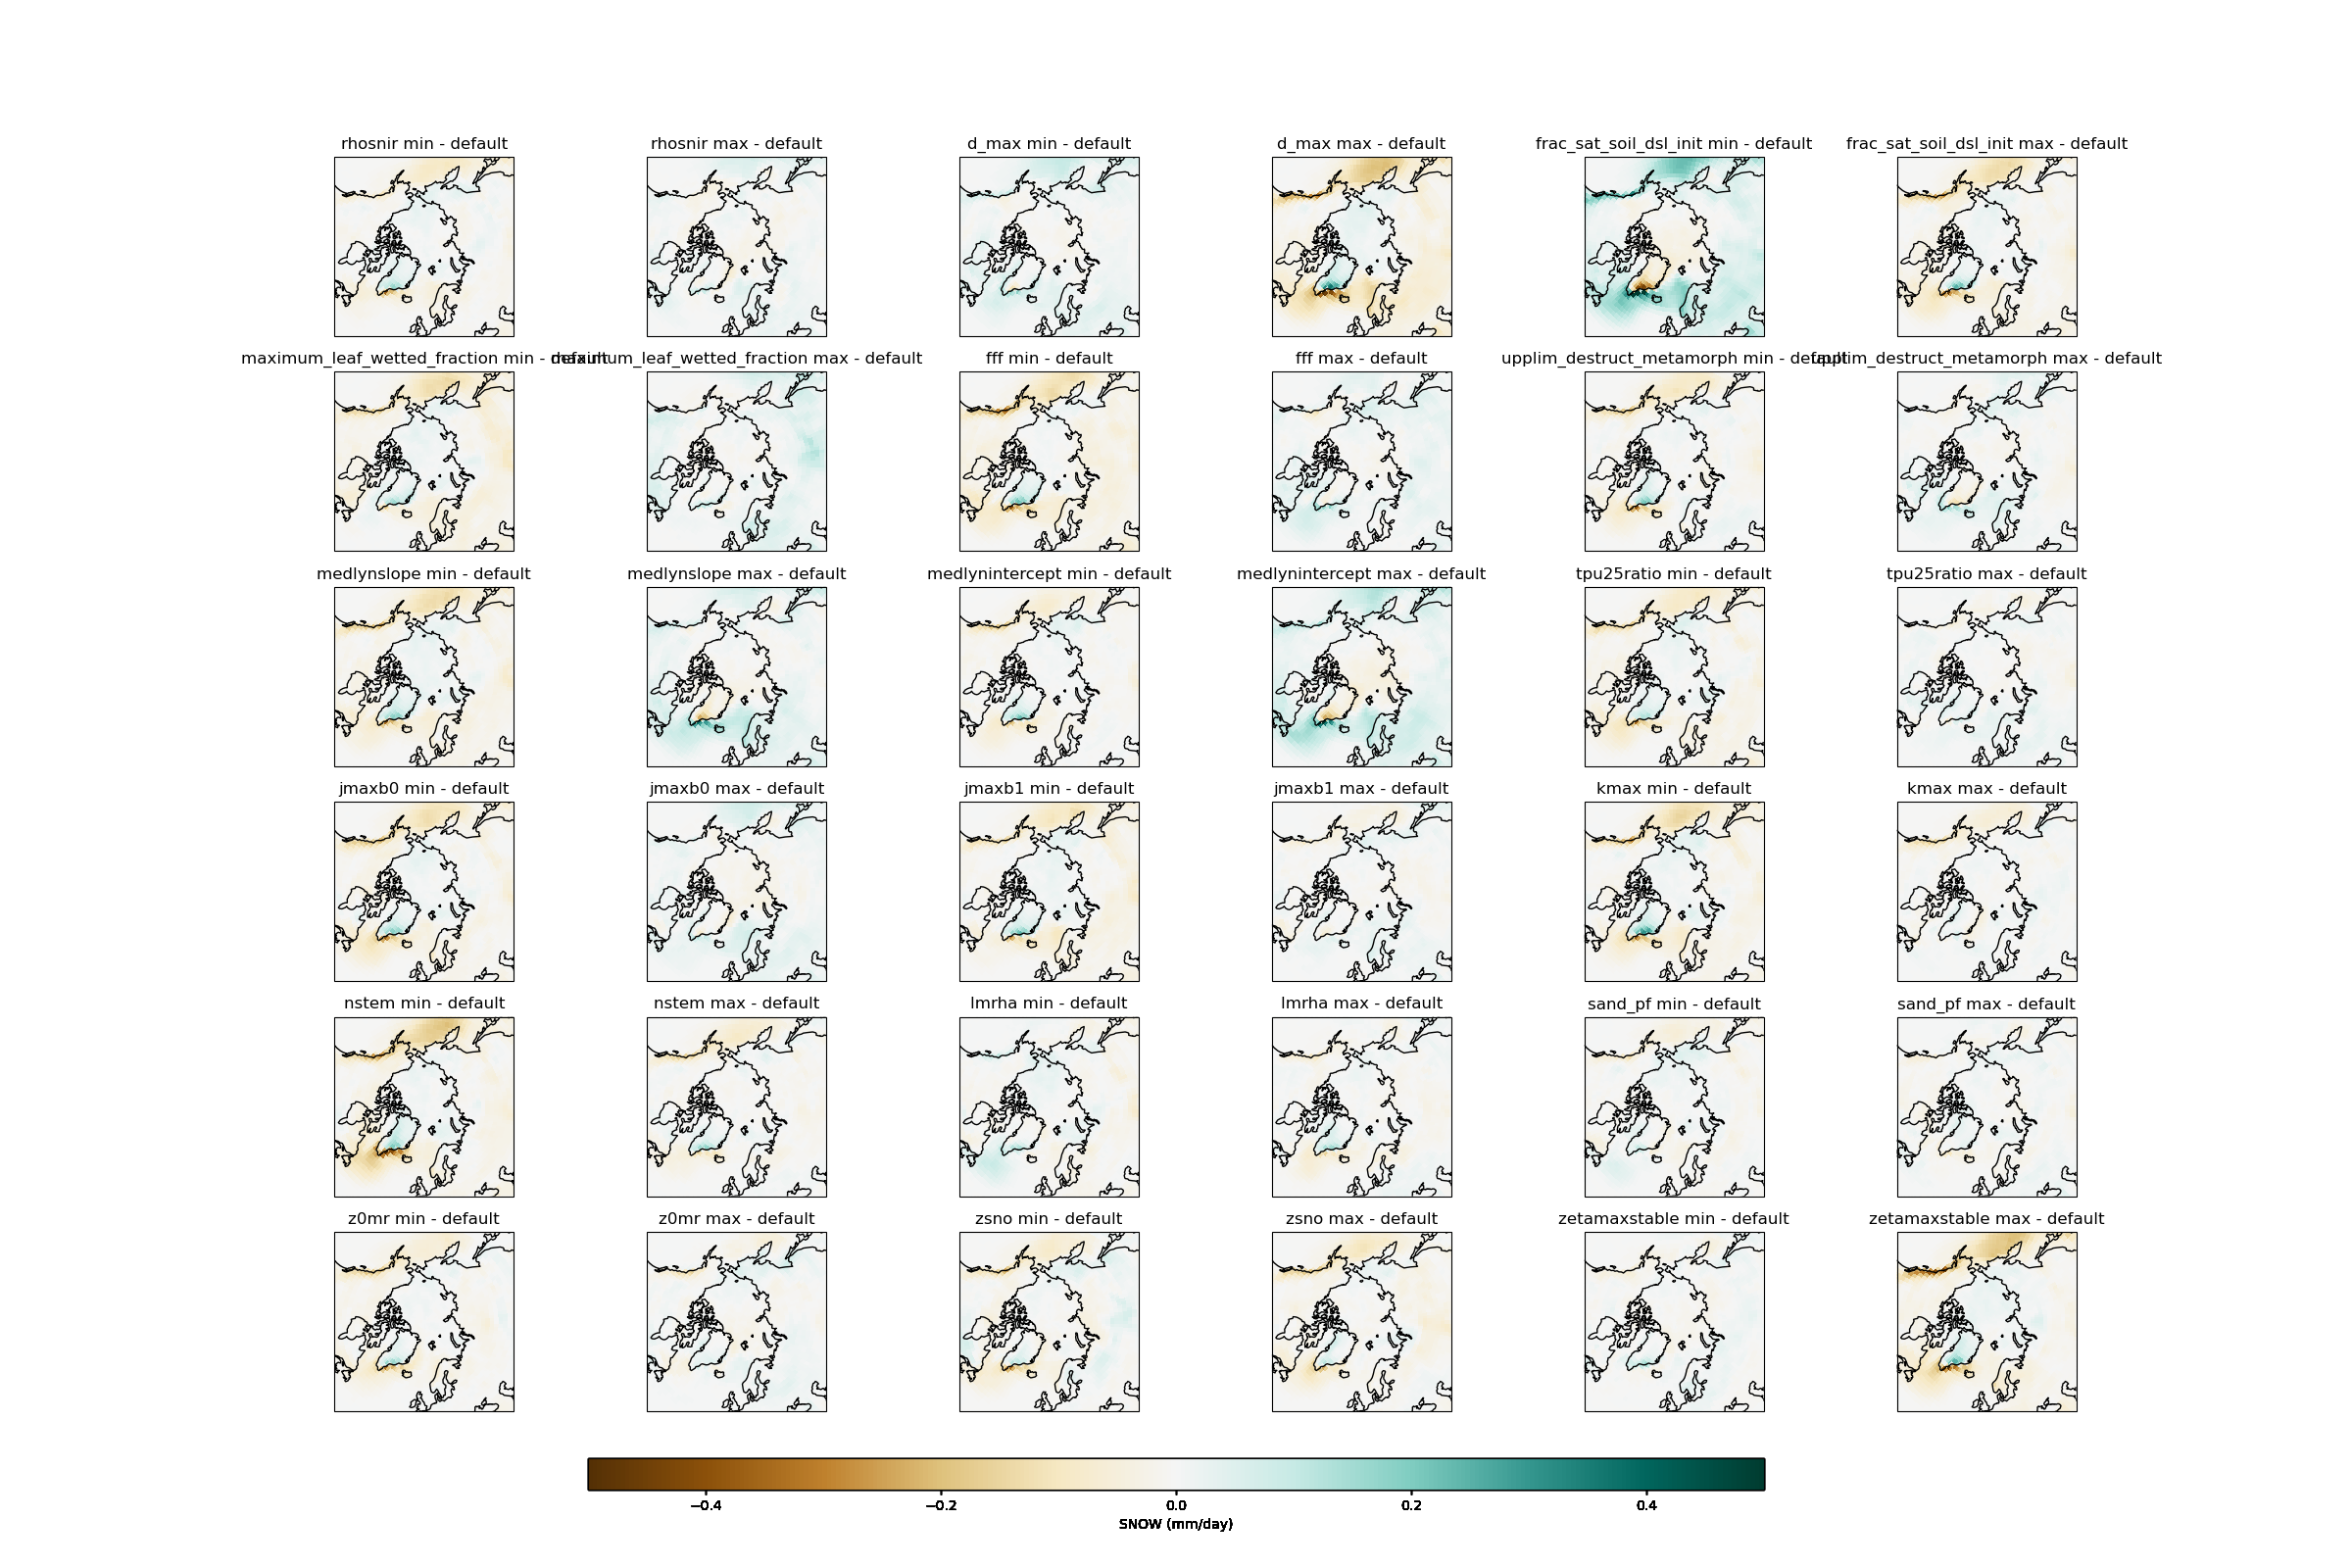 rhosnir min - default
rhosnir max - default
d_max min - default
d_max max - default
frac_sat_soil_dsl_init min - default
frac_sat_soil_dsl_init max - default
maximum_leaf_wetted_fraction min - default
maximum_leaf_wetted_fraction max - default
fff min - default
fff max - default
upplim_destruct_metamorph min - default
upplim_destruct_metamorph max - default
medlynslope min - default
medlynslope max - default
medlynintercept min - default
medlynintercept max - default
tpu25ratio min - default
tpu25ratio max - default
jmaxb0 min - default
jmaxb0 max - default
jmaxb1 min - default
jmaxb1 max - default
kmax min - default
kmax max - default
nstem min - default
nstem max - default
lmrha min - default
lmrha max - default
sand_pf min - default
sand_pf max - default
z0mr min - default
z0mr max - default
zsno min - default
zsno max - default
zetamaxstable min - default
zetamaxstable max - default
−0.4 −0.2 0.0 0.2 0.4
SNOW (mm/day)